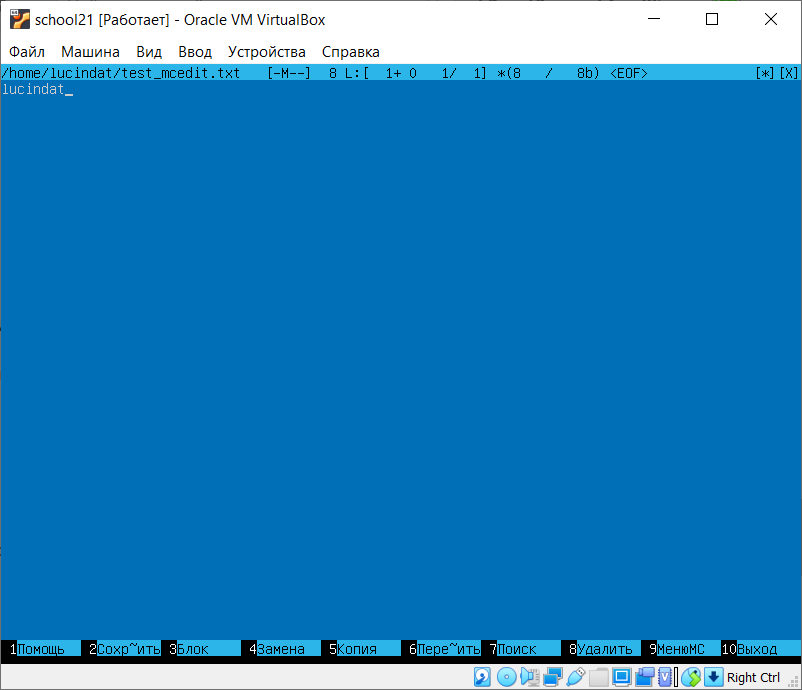 school21 [Работает] - Oracle VM VirtualBox
Файл Машина Вид Ввод Устройства Справка
/home/lucindat/test_mcedit.txt [-M--] 8 L:[ 1+ 0 1/ 1] *(8 / 8b) <EOF> [*][X]
lucindat_
1Помощь 2Сохр~ить 3Блок 4Замена 5Копия 6Пере~ить 7Поиск 8Удалить 9МенюMC 10Выход
Right Ctrl